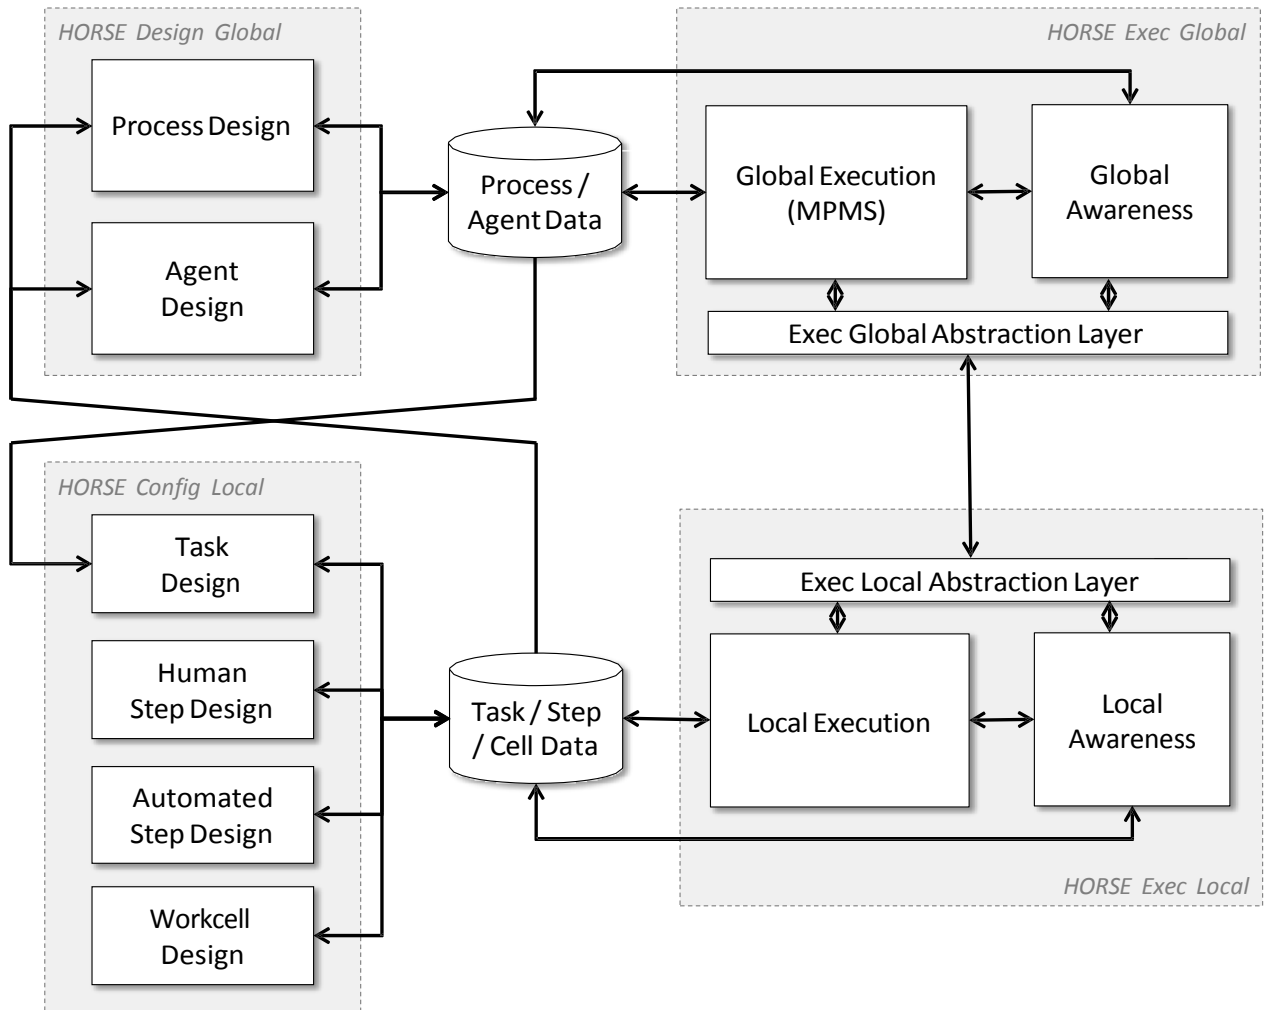 HORSE Design Global
Process Design
Agent
Design
Process /
Agent Data
HORSE Exec Global
Global Execution
(MPMS)
Global
Awareness
Exec Global Abstraction Layer
HORSE Config Local
Task
Design
Human
Step Design
Automated
Step Design
Workcell
Design
Task / Step
/ Cell Data
Exec Local Abstraction Layer
Local Execution
Local
Awareness
HORSE Exec Local